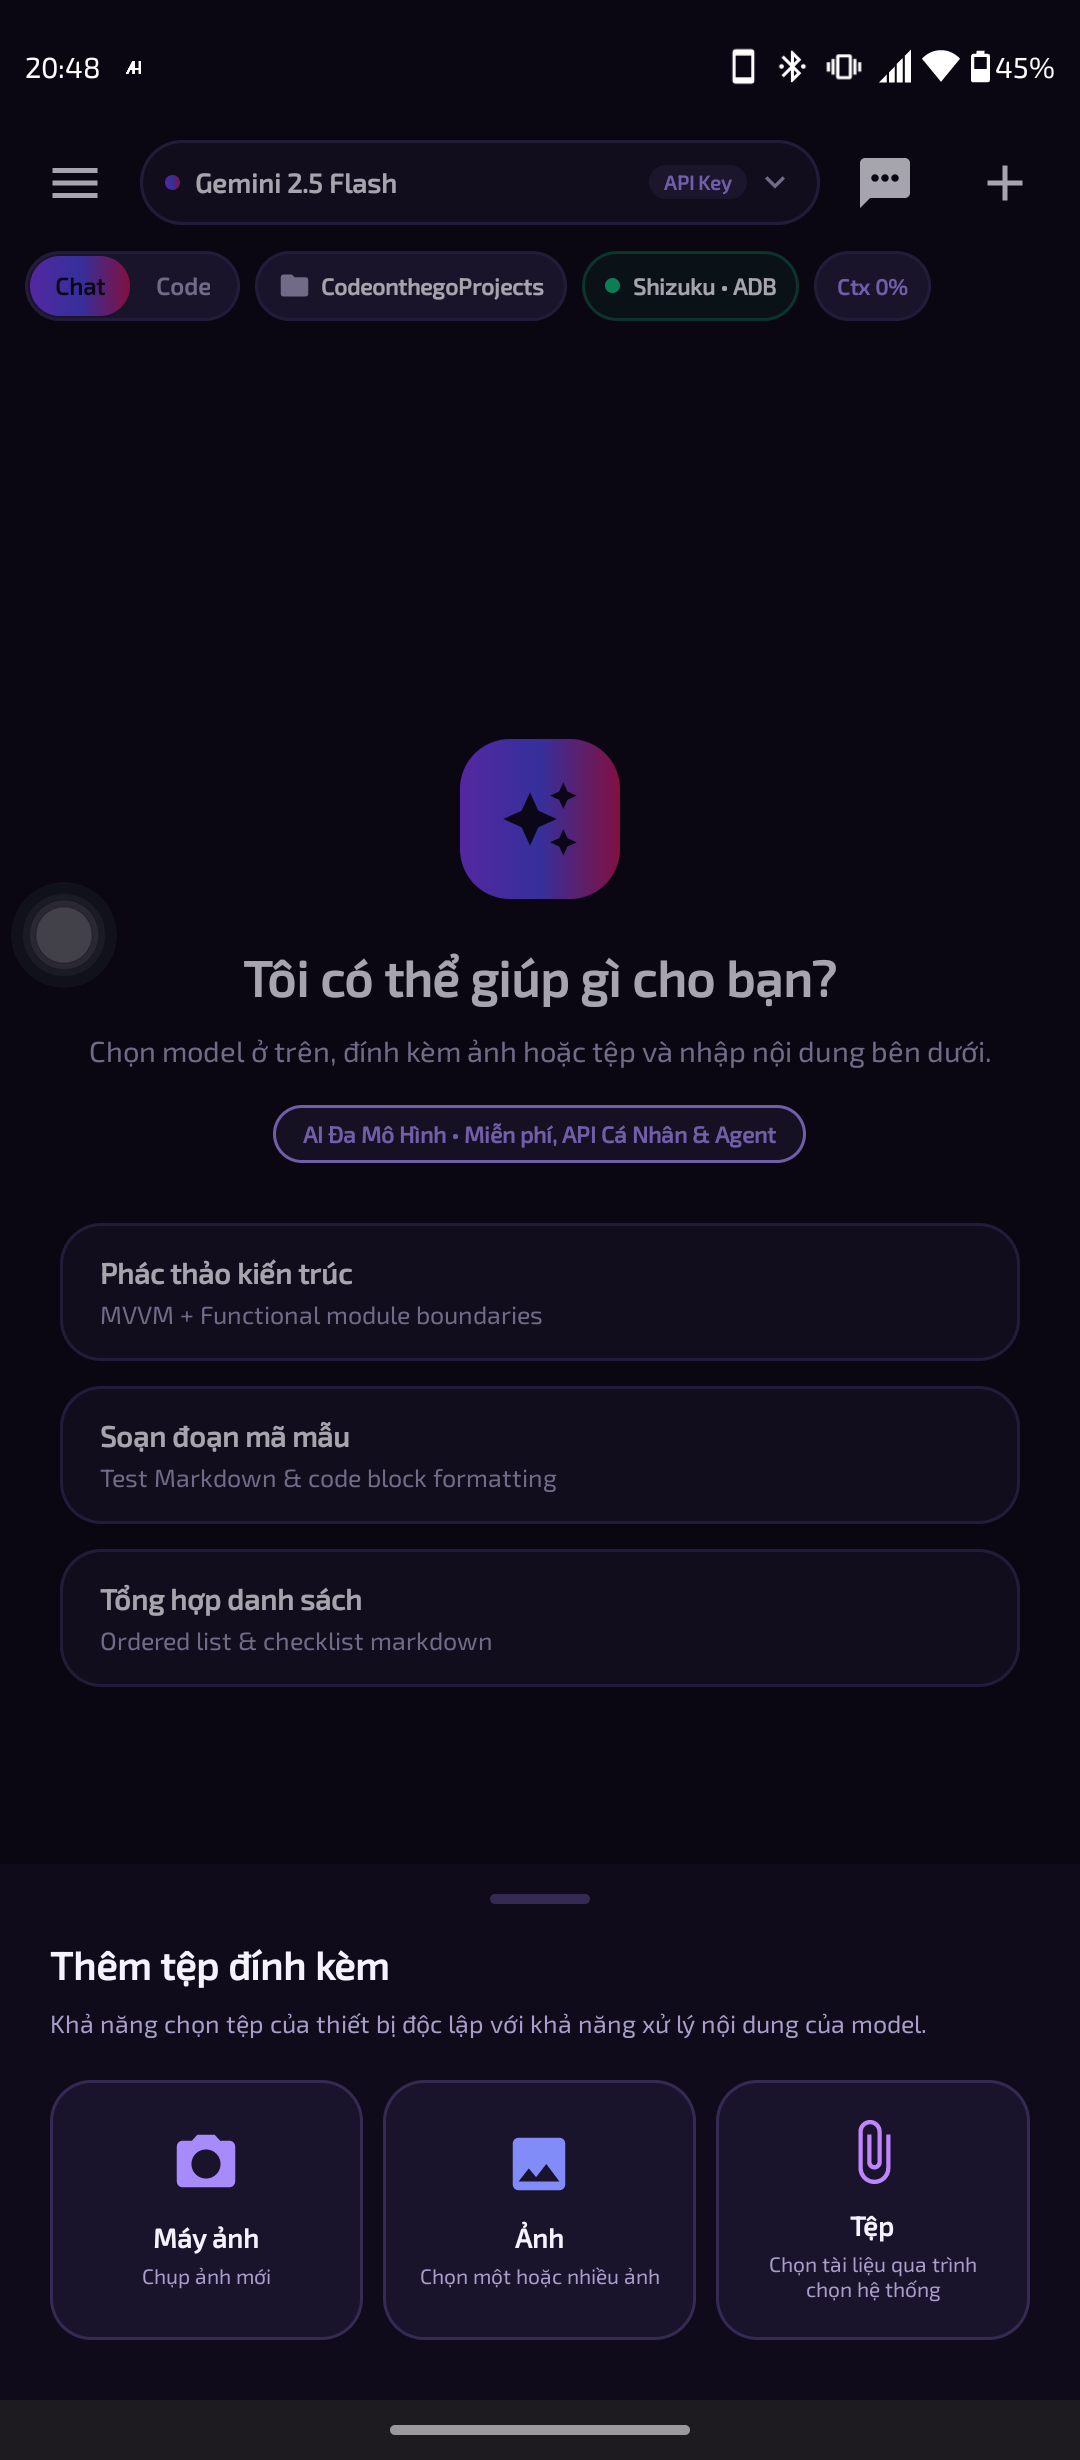 20:48
45%
Gemini 2.5 Flash
API Key
Chat
Code
CodeonthegoProjects
Shizuku • ADB
Ctx 0%
Tôi có thể giúp gì cho bạn?
Chọn model ở trên, đính kèm ảnh hoặc tệp và nhập nội dung bên dưới.
AI Đa Mô Hình • Miễn phí, API Cá Nhân & Agent
Phác thảo kiến trúc
MVVM + Functional module boundaries
Soạn đoạn mã mẫu
Test Markdown & code block formatting
Tổng hợp danh sách
Ordered list & checklist markdown
Thêm tệp đính kèm
Khả năng chọn tệp của thiết bị độc lập với khả năng xử lý nội dung của model.
Máy ảnh
Chụp ảnh mới
Ảnh
Chọn một hoặc nhiều ảnh
Tệp
Chọn tài liệu qua trình
chọn hệ thống